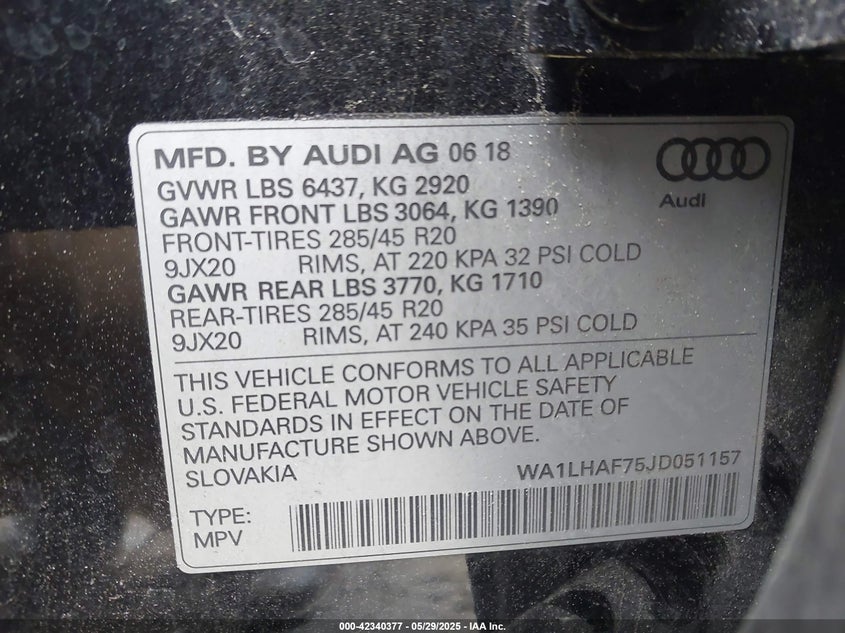 MFD. BY AUDI AG 06 18
Audi
GVWR LBS 6437, KG 2920
GAWR FRONT LBS 3064, KG 1390
FRONT-TIRES 285/45 R20
9JX20 RIMS, AT 220 KPA 32 PSI COLD
GAWR REAR LBS 3770, KG 1710
REAR-TIRES 285/45 R20
9JX20 RIMS, AT 240 KPA 35 PSI COLD
THIS VEHICLE CONFORMS TO ALL APPLICABLE
U.S. FEDERAL MOTOR VEHICLE SAFETY
STANDARDS IN EFFECT ON THE DATE OF
MANUFACTURE SHOWN ABOVE.
SLOVAKIA WA1LHAF75JD051157
TYPE:
MPV
000-42340377 - 05/29/2025 - IAA Inc.